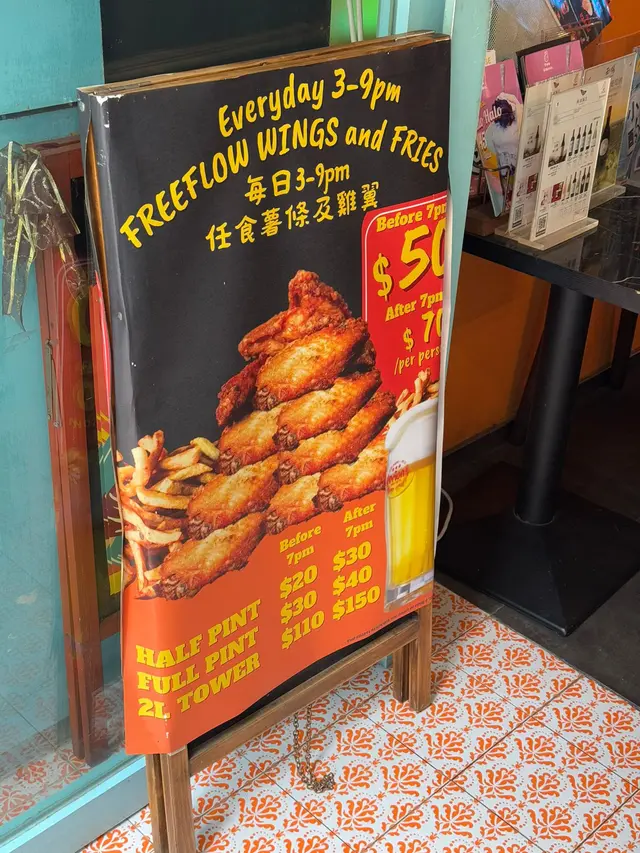 Everyday 3-9pm
FREEFLOW WINGS and FRIES
每日3-9pm
任食薯條及雞翼
Before 7pm
$50
After 7pm
$70
/per pers
Before
7pm
After
7pm
HALF PINT $20 $30
FULL PINT $30 $40
2L TOWER $110 $150